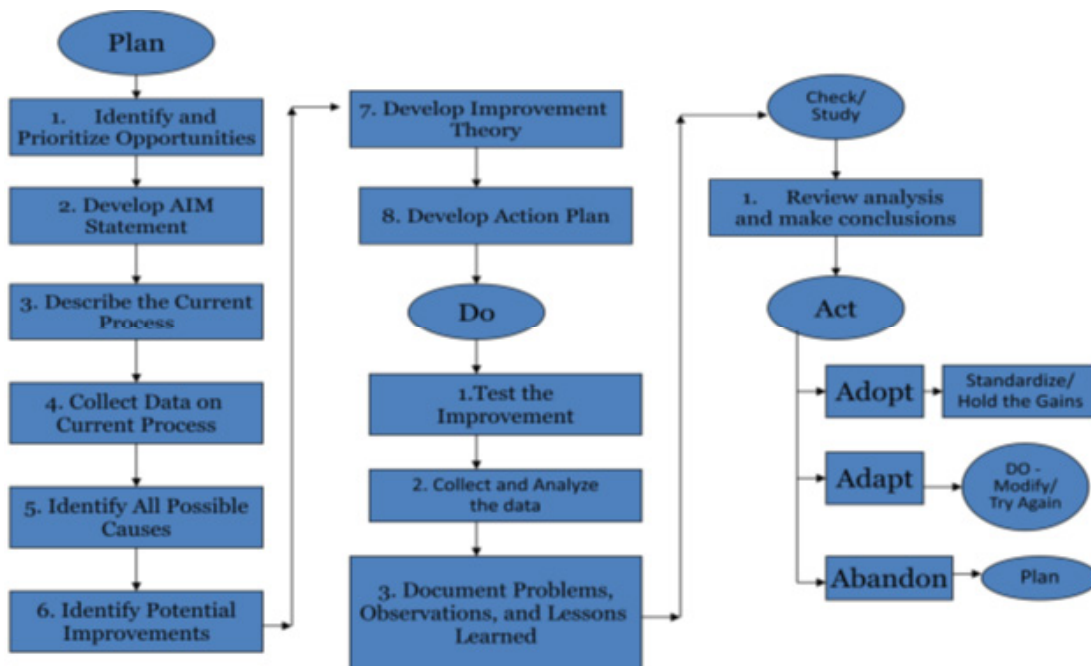 Plan
1. Identify and
Prioritize Opportunities
2. Develop AIM
Statement
3. Describe the Current
Process
4. Collect Data on
Current Process
5. Identify All Possible
Causes
6. Identify Potential
Improvements
7. Develop Improvement
Theory
8. Develop Action Plan
Do
1.Test the
Improvement
2. Collect and Analyze
the data
3. Document Problems,
Observations, and Lessons
Learned
Check/
Study
1. Review analysis
and make conclusions
Act
Adopt
Standardize/
Hold the Gains
Adapt
DO -
Modify/
Try Again
Abandon
Plan